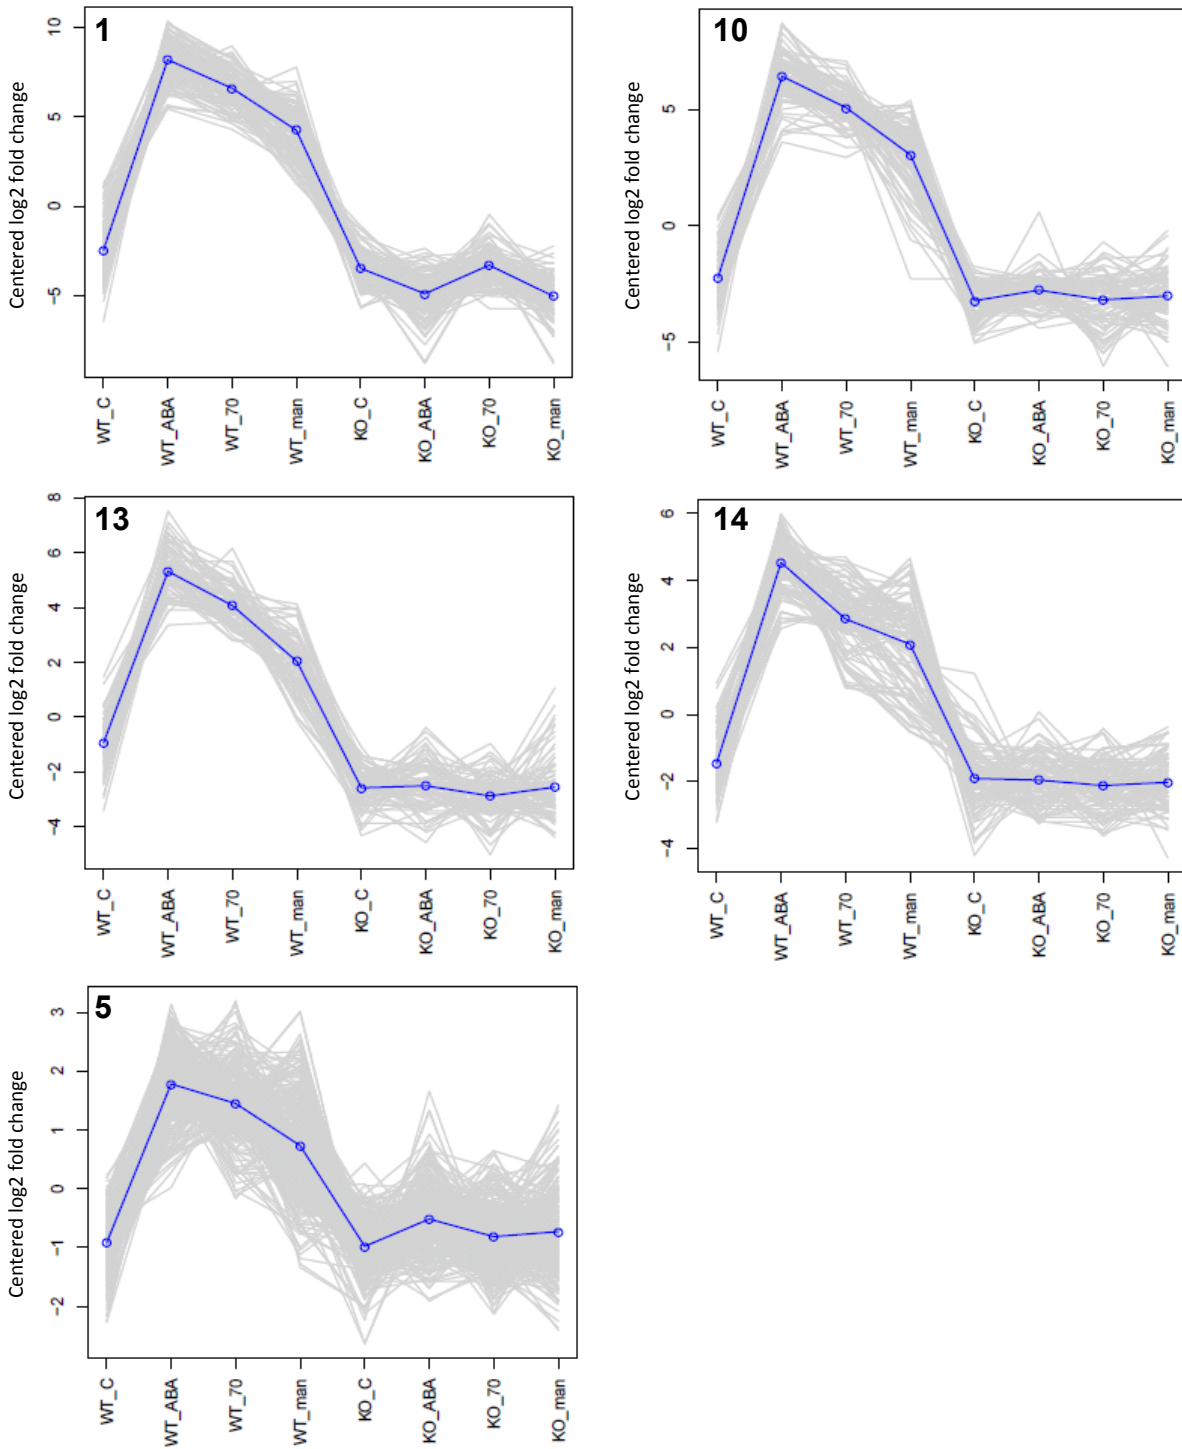 1
Centered log2 fold change
10
5
0
−5
WT_C
WT_ABA
WT_70
WT_man
KO_C
KO_ABA
KO_70
KO_man
10
Centered log2 fold change
5
0
−5
WT_C
WT_ABA
WT_70
WT_man
KO_C
KO_ABA
KO_70
KO_man
13
Centered log2 fold change
8
6
4
2
0
−2
−4
WT_C
WT_ABA
WT_70
WT_man
KO_C
KO_ABA
KO_70
KO_man
14
Centered log2 fold change
6
4
2
0
−2
−4
WT_C
WT_ABA
WT_70
WT_man
KO_C
KO_ABA
KO_70
KO_man
5
Centered log2 fold change
3
2
1
0
−1
−2
WT_C
WT_ABA
WT_70
WT_man
KO_C
KO_ABA
KO_70
KO_man